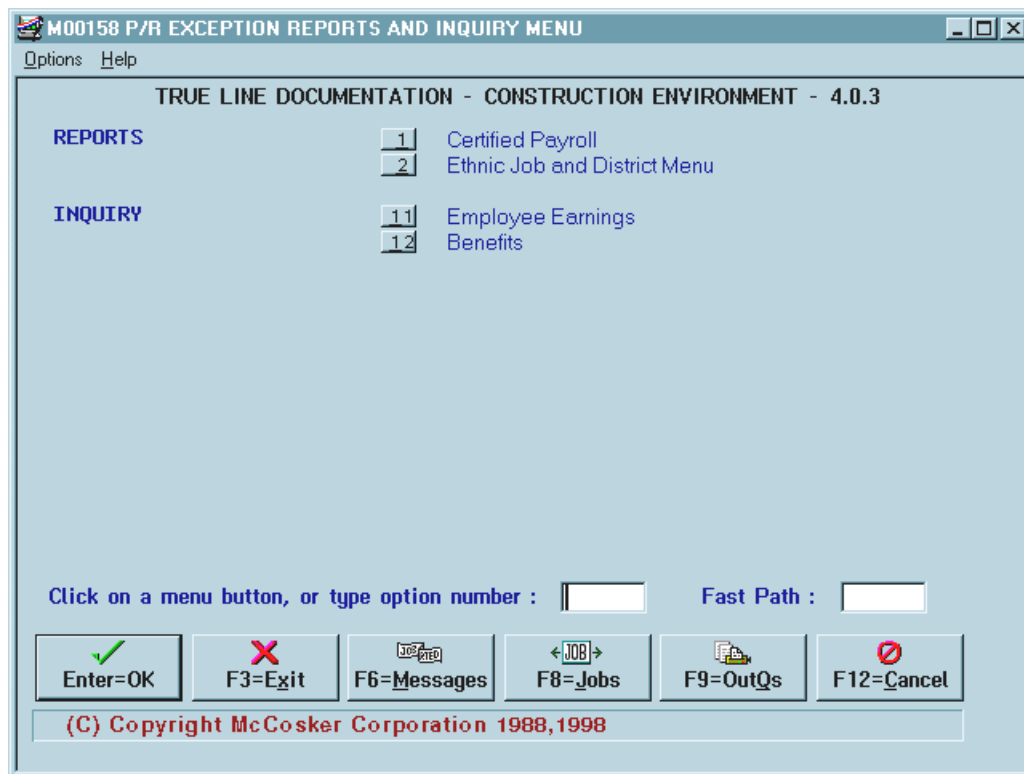 M00158 P/R EXCEPTION REPORTS AND INQUIRY MENU
Options Help
TRUE LINE DOCUMENTATION - CONSTRUCTION ENVIRONMENT - 4.0.3
REPORTS 1 Certified Payroll
2 Ethnic Job and District Menu
INQUIRY 11 Employee Earnings
12 Benefits
Click on a menu button, or type option number : Fast Path :
Enter=OK F3=Exit F6=Messages F8=Jobs F9=OutQs F12=Cancel
(C) Copyright McCosker Corporation 1988,1998